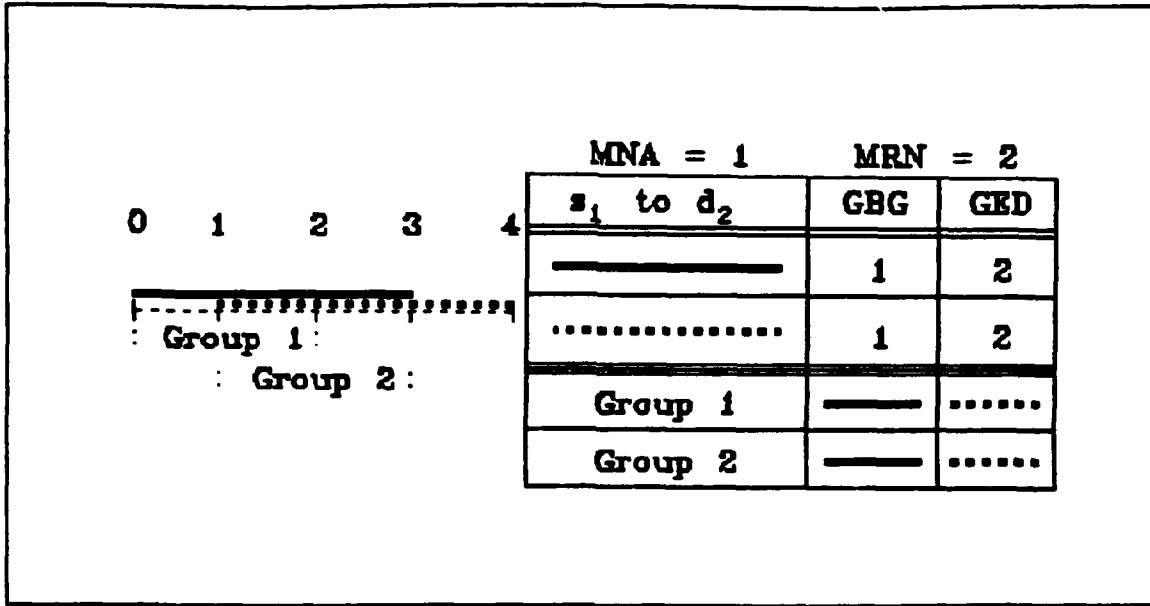 MNA = 1 MRN = 2
s₁ to d₂ GBG GED
0 1 2 3 4
1 2
1 2
: Group 1 :
: Group 2 :
Group 1
Group 2